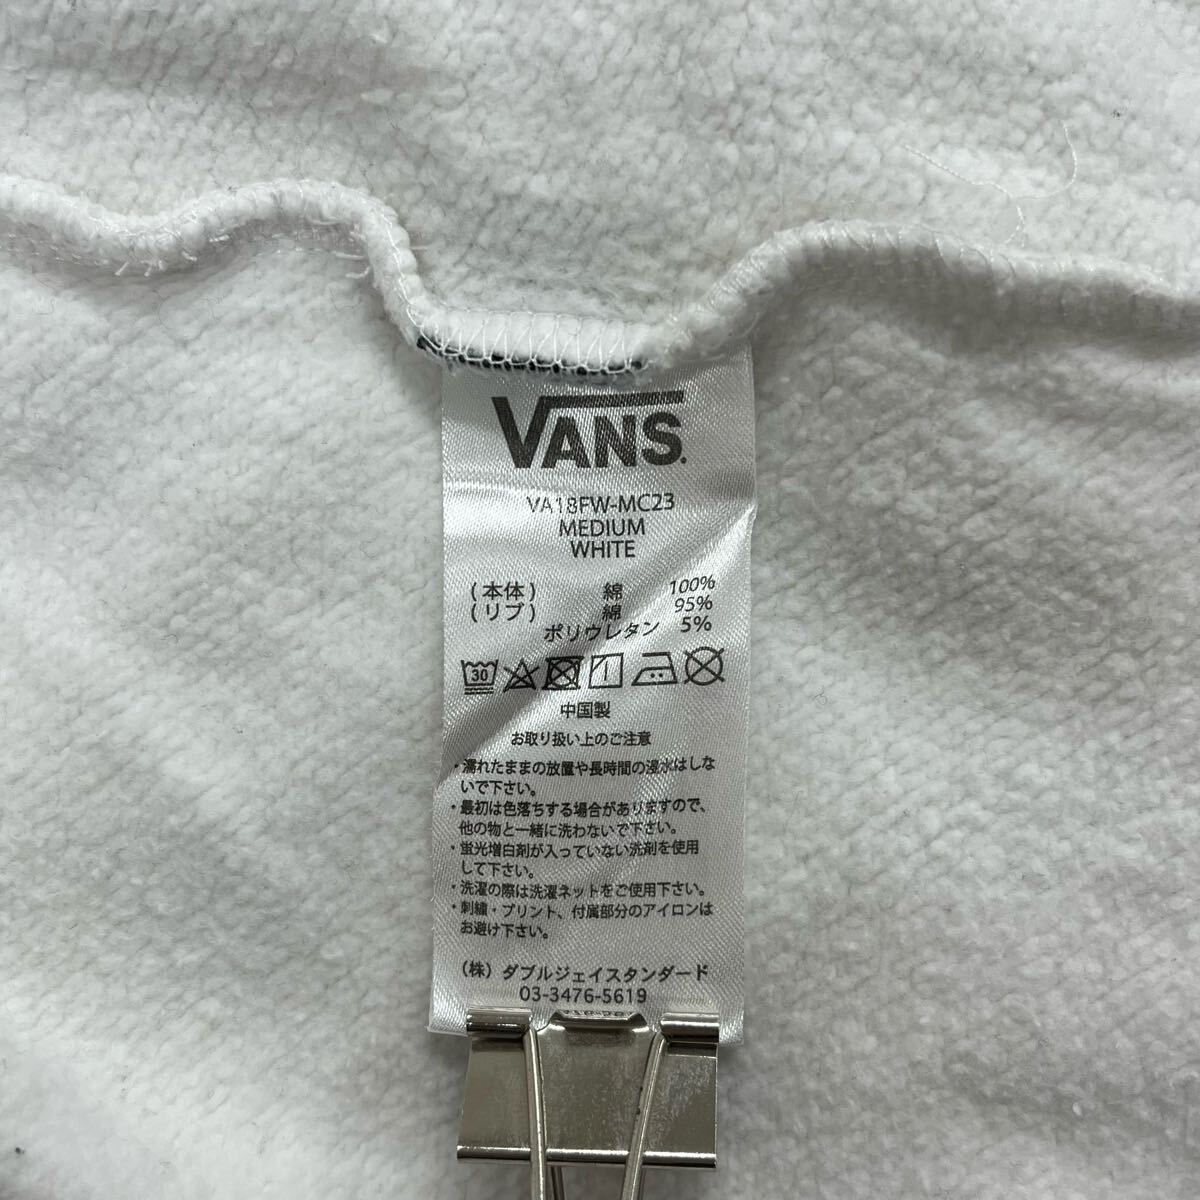 VANS.
VA18FW-MC23
MEDIUM
WHITE
(本体) 綿 100%
(リブ) 綿 95%
ポリウレタン 5%
30
中国製
お取り扱い上のご注意
・濡れたままの放置や長時間の浸水はしな
いで下さい。
・最初は色落ちする場合がありますので、
他の物と一緒に洗わないで下さい。
・蛍光増白剤が入っていない洗剤を使用
して下さい。
・洗濯の際は洗濯ネットをご使用下さい。
・刺繍・プリント、付属部分のアイロンは
お避け下さい。
(株) ダブルジェイスタンダード
03-3476-5619